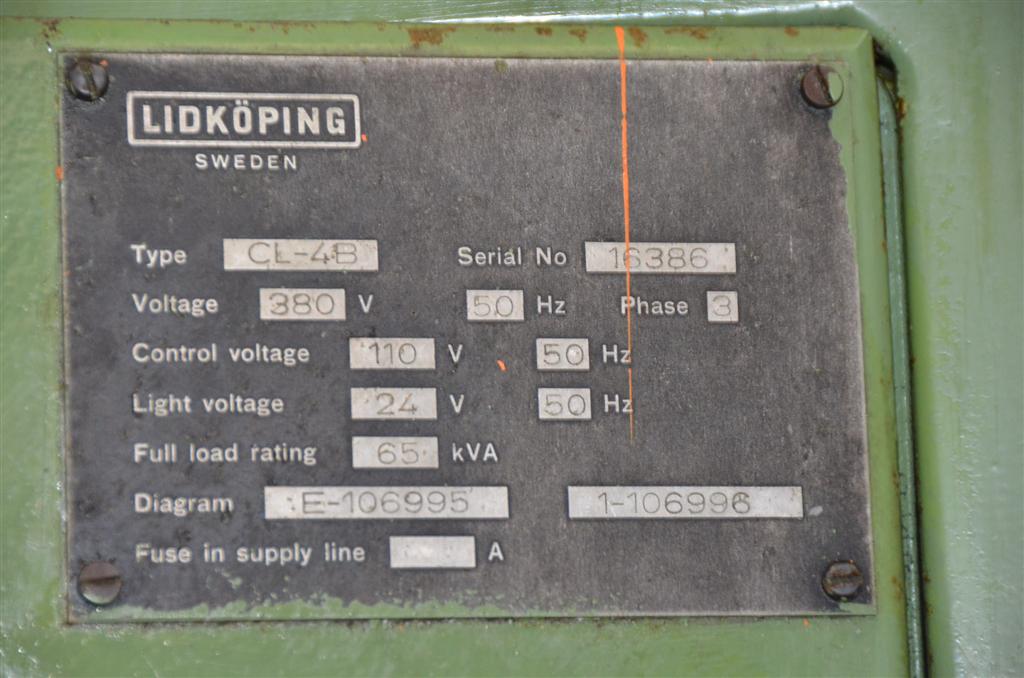 LIDKÖPING
SWEDEN
Type CL-4B Serial No 16386
Voltage 380 V 50 Hz Phase 3
Control voltage 110 V 50 Hz
Light voltage 24 V 50 Hz
Full load rating 65 kVA
Diagram E-106995 1-106996
Fuse in supply line A